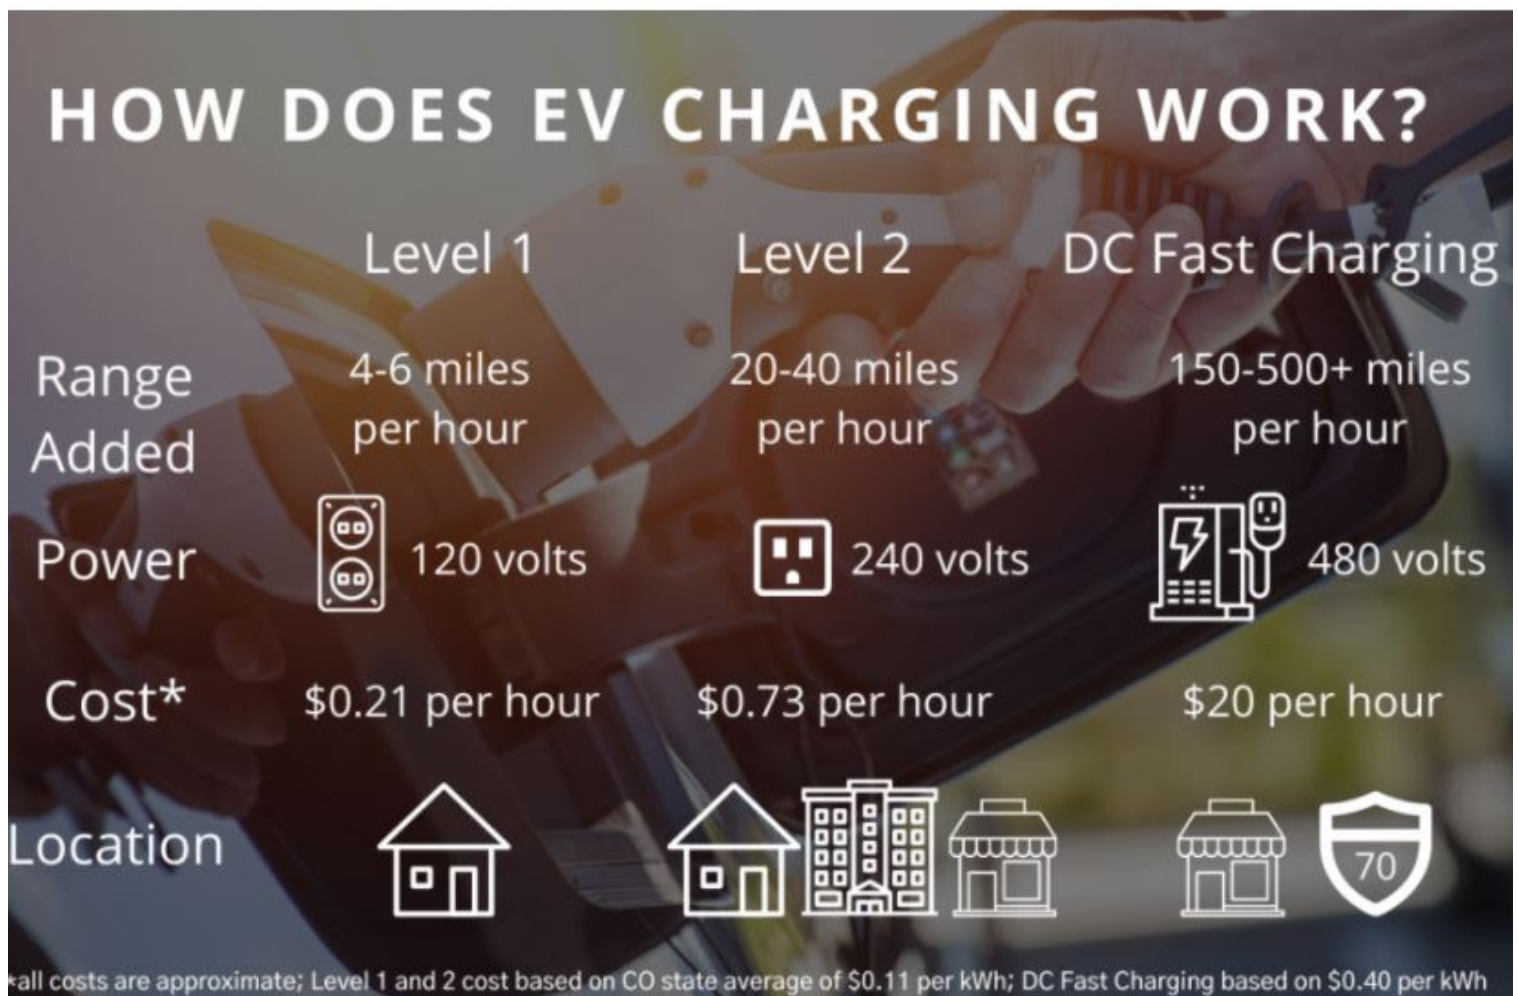 HOW DOES EV CHARGING WORK?
Level 1
Level 2
DC Fast Charging
Range
Added
4-6 miles
per hour
20-40 miles
per hour
150-500+ miles
per hour
Power
120 volts
240 volts
480 volts
Cost*
$0.21 per hour
$0.73 per hour
$20 per hour
Location
70
*all costs are approximate; Level 1 and 2 cost based on CO state average of $0.11 per kWh; DC Fast Charging based on $0.40 per kWh